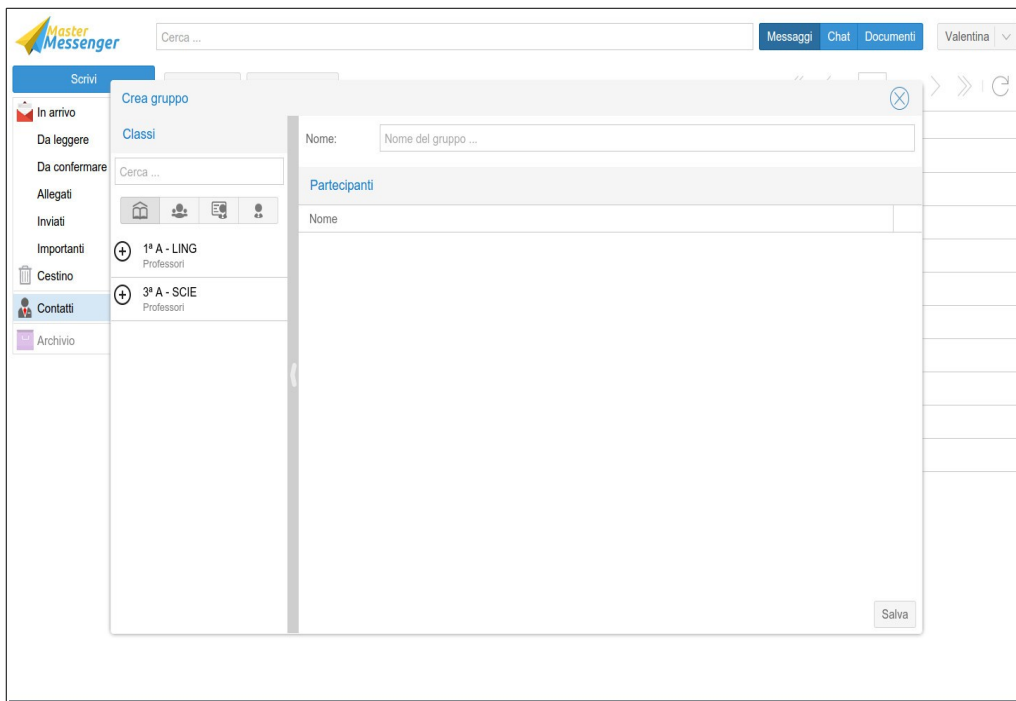 Master
Messenger
Cerca ...
Messaggi Chat Documenti
Valentina
Scrivi
In arrivo
Da leggere
Da confermare
Allegati
Inviati
Importanti
Cestino
Contatti
Archivio
Crea gruppo
Classi
Cerca ...
1ª A - LING
Professori
3ª A - SCIE
Professori
Nome: Nome del gruppo ...
Partecipanti
Nome
Salva